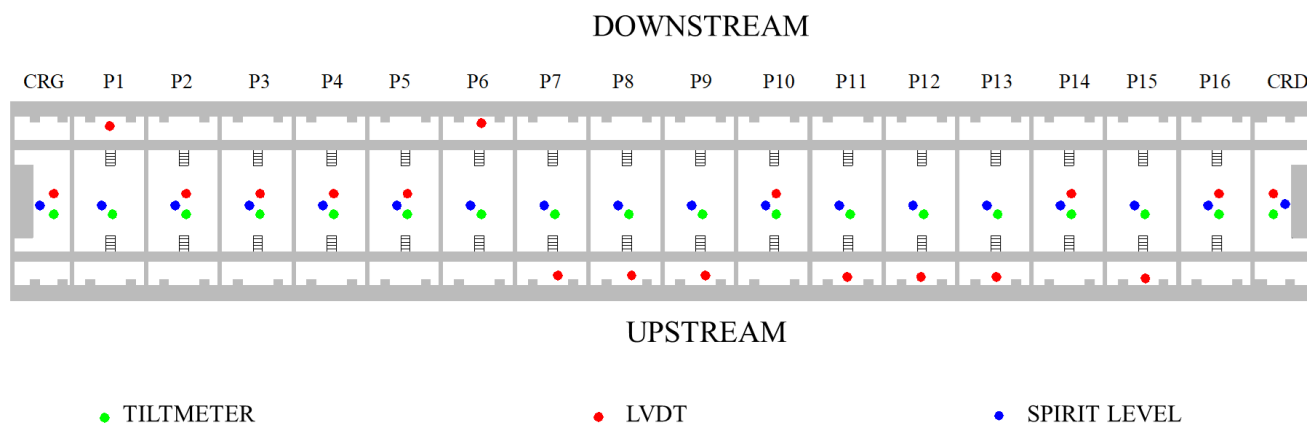 DOWNSTREAM
CRG P1 P2 P3 P4 P5 P6 P7 P8 P9 P10 P11 P12 P13 P14 P15 P16 CRD
UPSTREAM
TILTMETER LVDT SPIRIT LEVEL